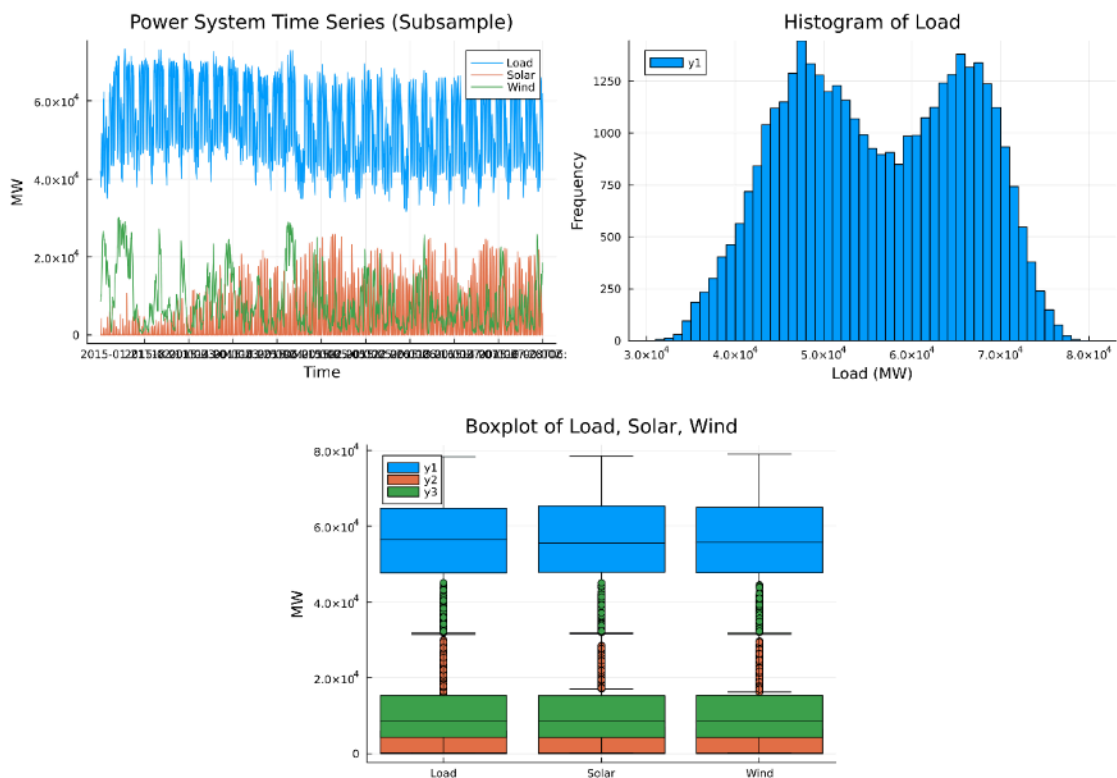 Power System Time Series (Subsample)
Load
Solar
Wind
6.0×10⁴
4.0×10⁴
2.0×10⁴
0
MW
Time
Histogram of Load
y1
1250
1000
750
500
250
0
Frequency
3.0×10⁴ 4.0×10⁴ 5.0×10⁴ 6.0×10⁴ 7.0×10⁴ 8.0×10⁴
Load (MW)
Boxplot of Load, Solar, Wind
y1
y2
y3
8.0×10⁴
6.0×10⁴
4.0×10⁴
2.0×10⁴
0
MW
Load Solar Wind